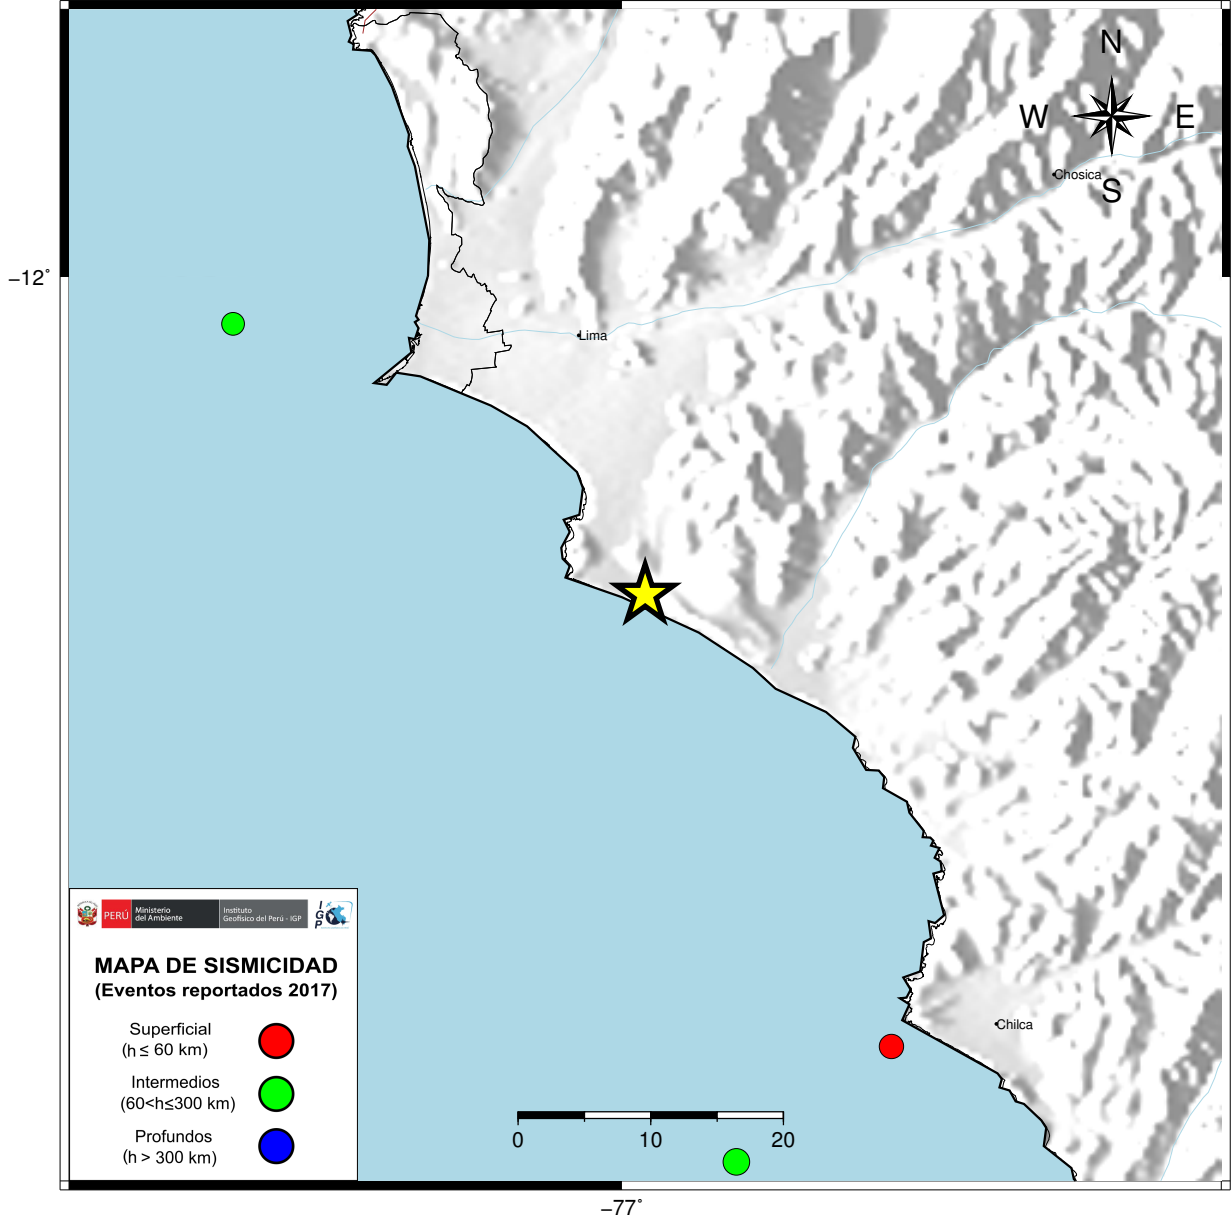 N
W
E
S
Chosica
−12˚
Lima
PERÚ
Ministerio
del Ambiente
Instituto
Geofísico del Perú - IGP
IGP
MAPA DE SISMICIDAD
(Eventos reportados 2017)
Superficial
(h ≤ 60 km)
Intermedios
(60<h≤300 km)
Profundos
(h > 300 km)
Chilca
0
10
20
−77˚